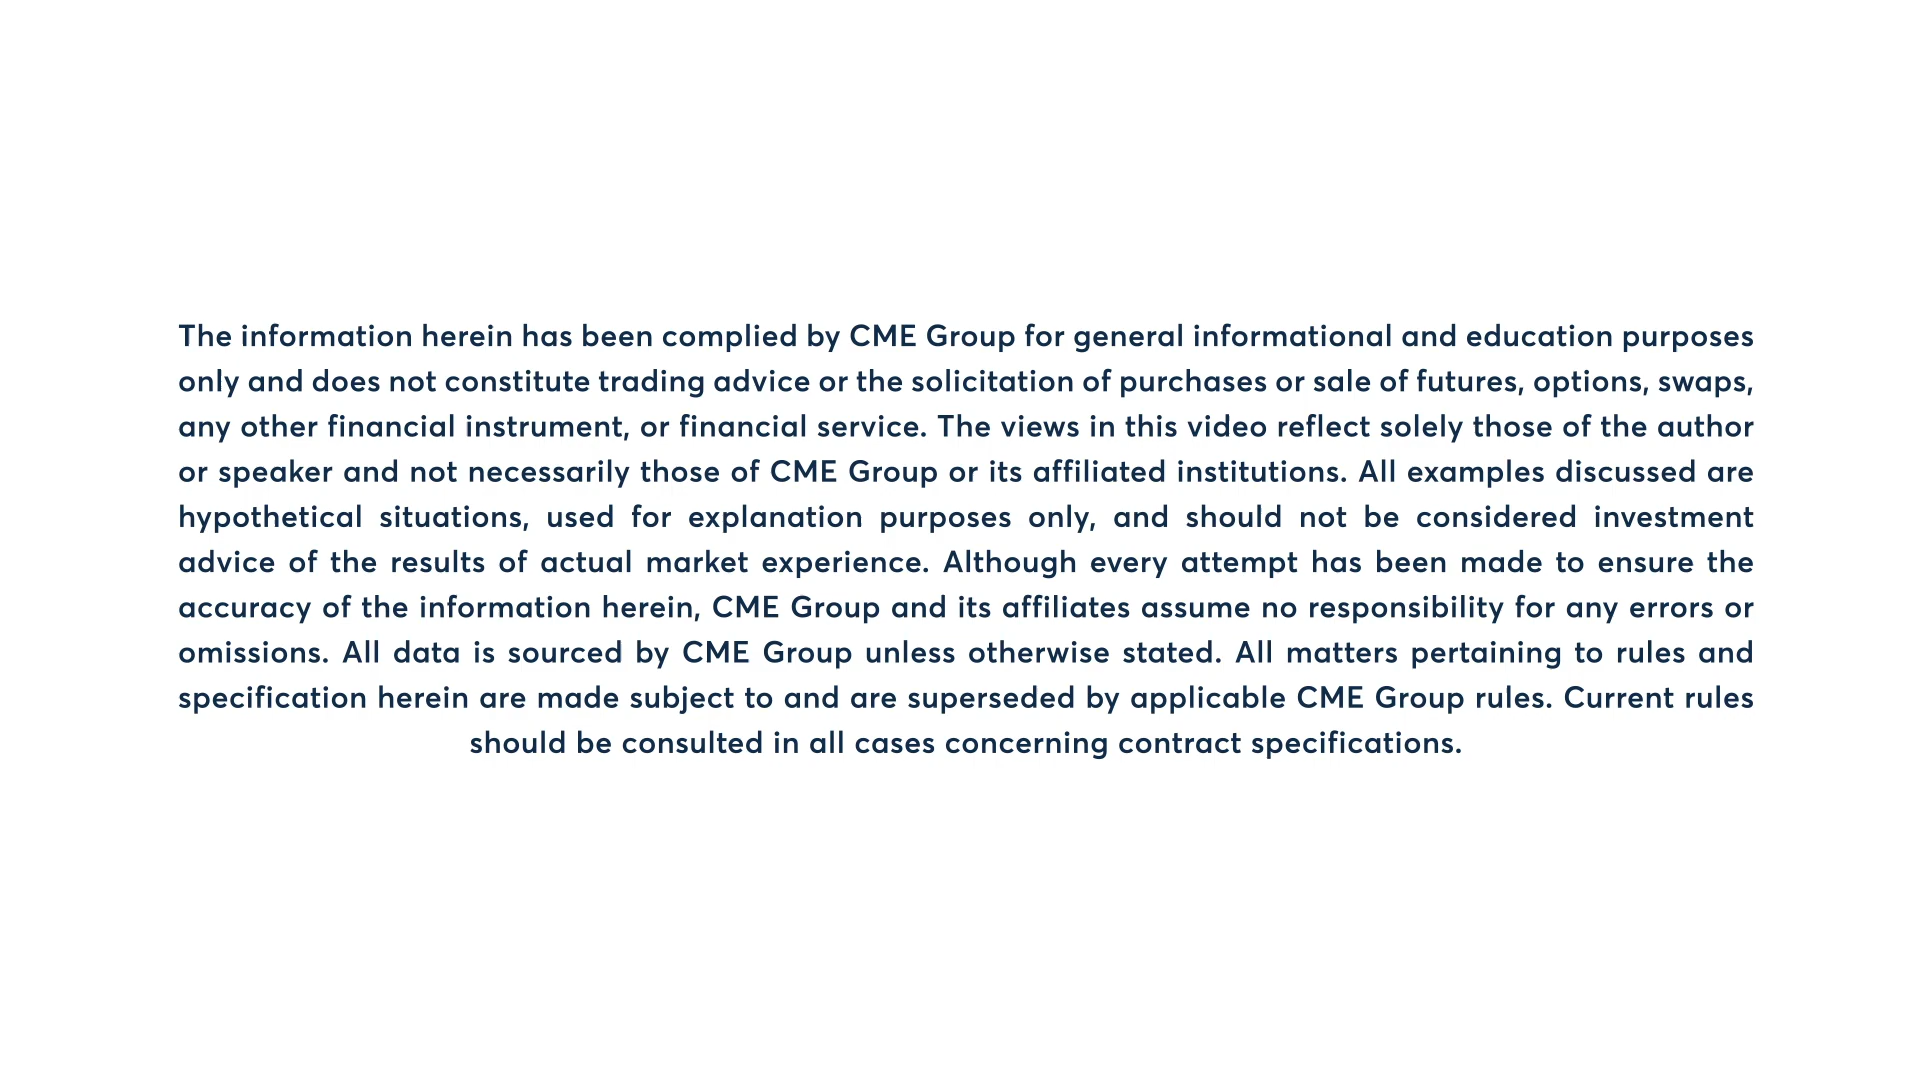 The information herein has been complied by CME Group for general informational and education purposes
only and does not constitute trading advice or the solicitation of purchases or sale of futures, options, swaps,
any other financial instrument, or financial service. The views in this video reflect solely those of the author
or speaker and not necessarily those of CME Group or its affiliated institutions. All examples discussed are
hypothetical situations, used for explanation purposes only, and should not be considered investment
advice of the results of actual market experience. Although every attempt has been made to ensure the
accuracy of the information herein, CME Group and its affiliates assume no responsibility for any errors or
omissions. All data is sourced by CME Group unless otherwise stated. All matters pertaining to rules and
specification herein are made subject to and are superseded by applicable CME Group rules. Current rules
should be consulted in all cases concerning contract specifications.